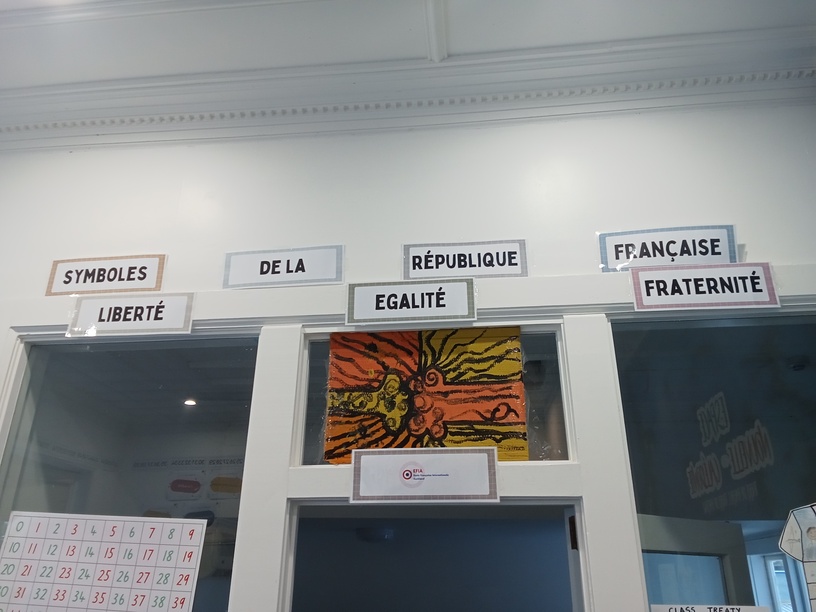 SYMBOLES DE LA RÉPUBLIQUE FRANÇAISE
LIBERTÉ EGALITÉ FRATERNITÉ
EFIA
0 1 2 3 4 5 6 7 8 9
10 11 12 13 14 15 16 17 18 19
20 21 22 23 24 25 26 27 28 29
30 31 32 33 34 35 36 37 38 39
CLASS TREATY